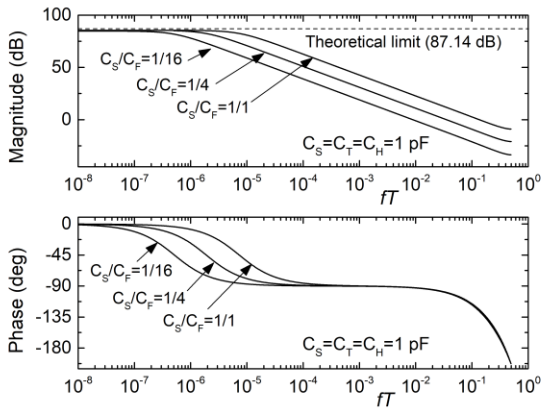 100
Theoretical limit (87.14 dB)
C_S/C_F=1/16
C_S/C_F=1/4
C_S/C_F=1/1
50
0
Magnitude (dB)
C_S=C_T=C_H=1 pF
10^-8 10^-7 10^-6 10^-5 10^-4 10^-3 10^-2 10^-1 10^0
fT
0
-45
-90
-135
-180
Phase (deg)
C_S/C_F=1/16
C_S/C_F=1/4
C_S/C_F=1/1
C_S=C_T=C_H=1 pF
10^-8 10^-7 10^-6 10^-5 10^-4 10^-3 10^-2 10^-1 10^0
fT